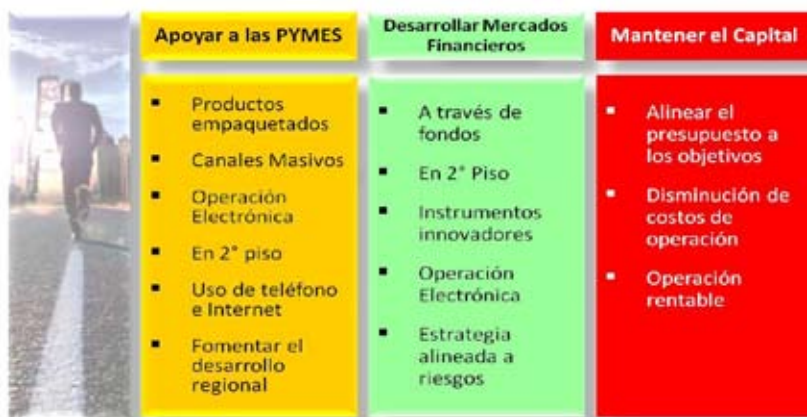 Apoyar a las PYMES
▪ Productos
empaquetados
▪ Canales Masivos
▪ Operación
Electrónica
▪ En 2° piso
▪ Uso de teléfono
e Internet
▪ Fomentar el
desarrollo
regional
Desarrollar Mercados
Financieros
▪ A través de
fondos
▪ En 2° Piso
▪ Instrumentos
innovadores
▪ Operación
Electrónica
▪ Estrategia
alineada a
riesgos
Mantener el Capital
▪ Alinear el
presupuesto a
los objetivos
▪ Disminución de
costos de
operación
▪ Operación
rentable